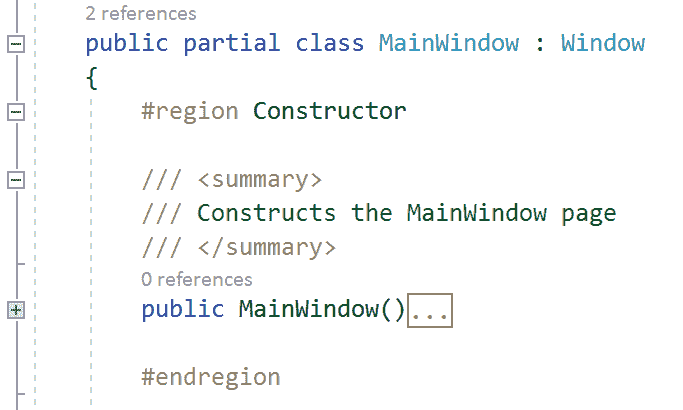 2 references
public partial class MainWindow : Window
{
#region Constructor
/// <summary>
/// Constructs the MainWindow page
/// </summary>
0 references
public MainWindow()...
#endregion